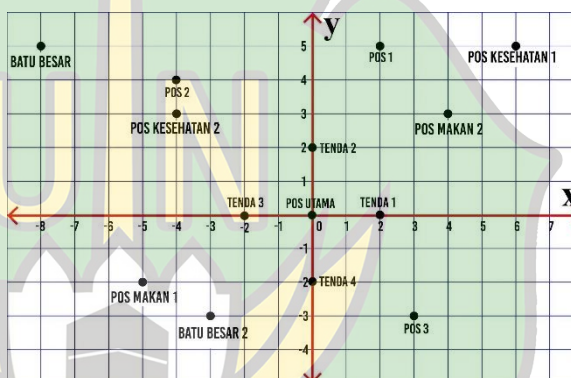 y
5
BATU BESAR
POS 1
POS KESEHATAN 1
4
POS 2
3
POS KESEHATAN 2
POS MAKAN 2
2
TENDA 2
1
TENDA 3
POS UTAMA
TENDA 1
x
-8 -7 -6 -5 -4 -3 -2 -1 0 1 2 3 4 5 6 7
-1
-2
TENDA 4
POS MAKAN 1
-3
BATU BESAR 2
POS 3
-4
UIN